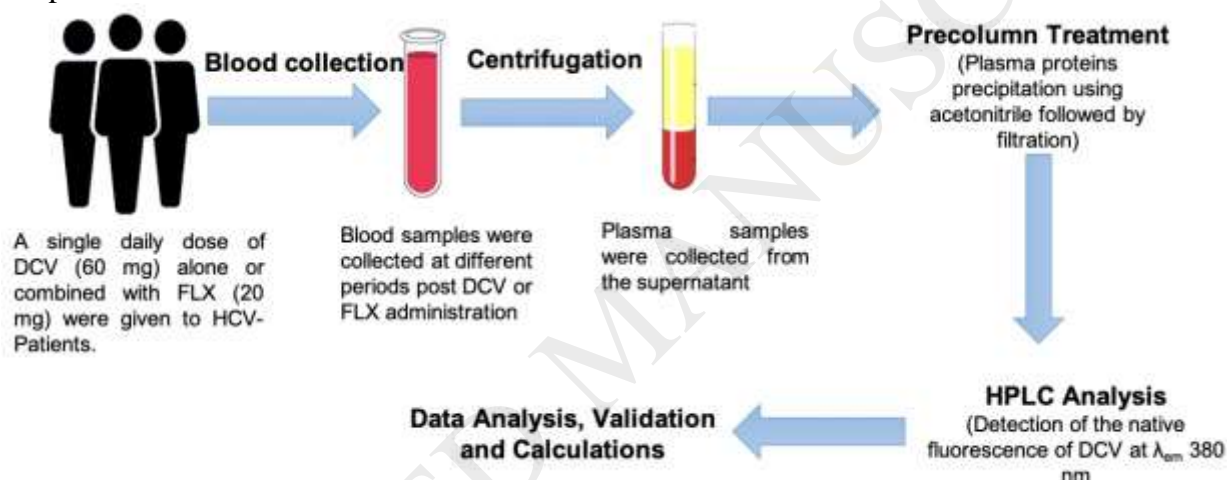 Blood collection
Centrifugation
Precolumn Treatment
(Plasma proteins
precipitation using
acetonitrile followed by
filtration)
A single daily dose of
DCV (60 mg) alone or
combined with FLX (20
mg) were given to HCV-
Patients.
Blood samples were
collected at different
periods post DCV or
FLX administration
Plasma samples
were collected from
the supernatant
HPLC Analysis
(Detection of the native
fluorescence of DCV at λem 380
nm
Data Analysis, Validation
and Calculations